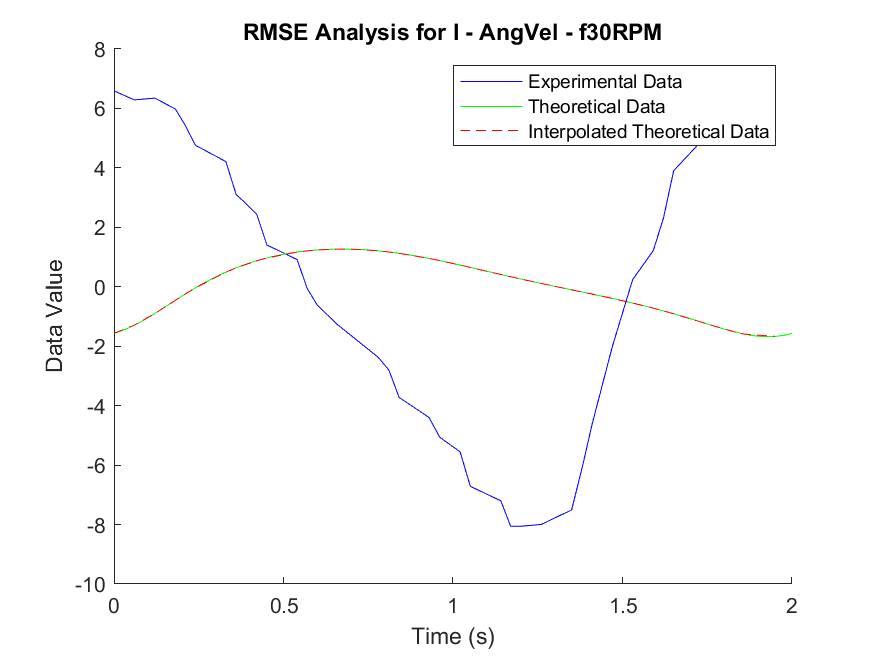 RMSE Analysis for I - AngVel - f30RPM
Experimental Data
Theoretical Data
Interpolated Theoretical Data
Data Value
8
6
4
2
0
-2
-4
-6
-8
-10
0 0.5 1 1.5 2
Time (s)